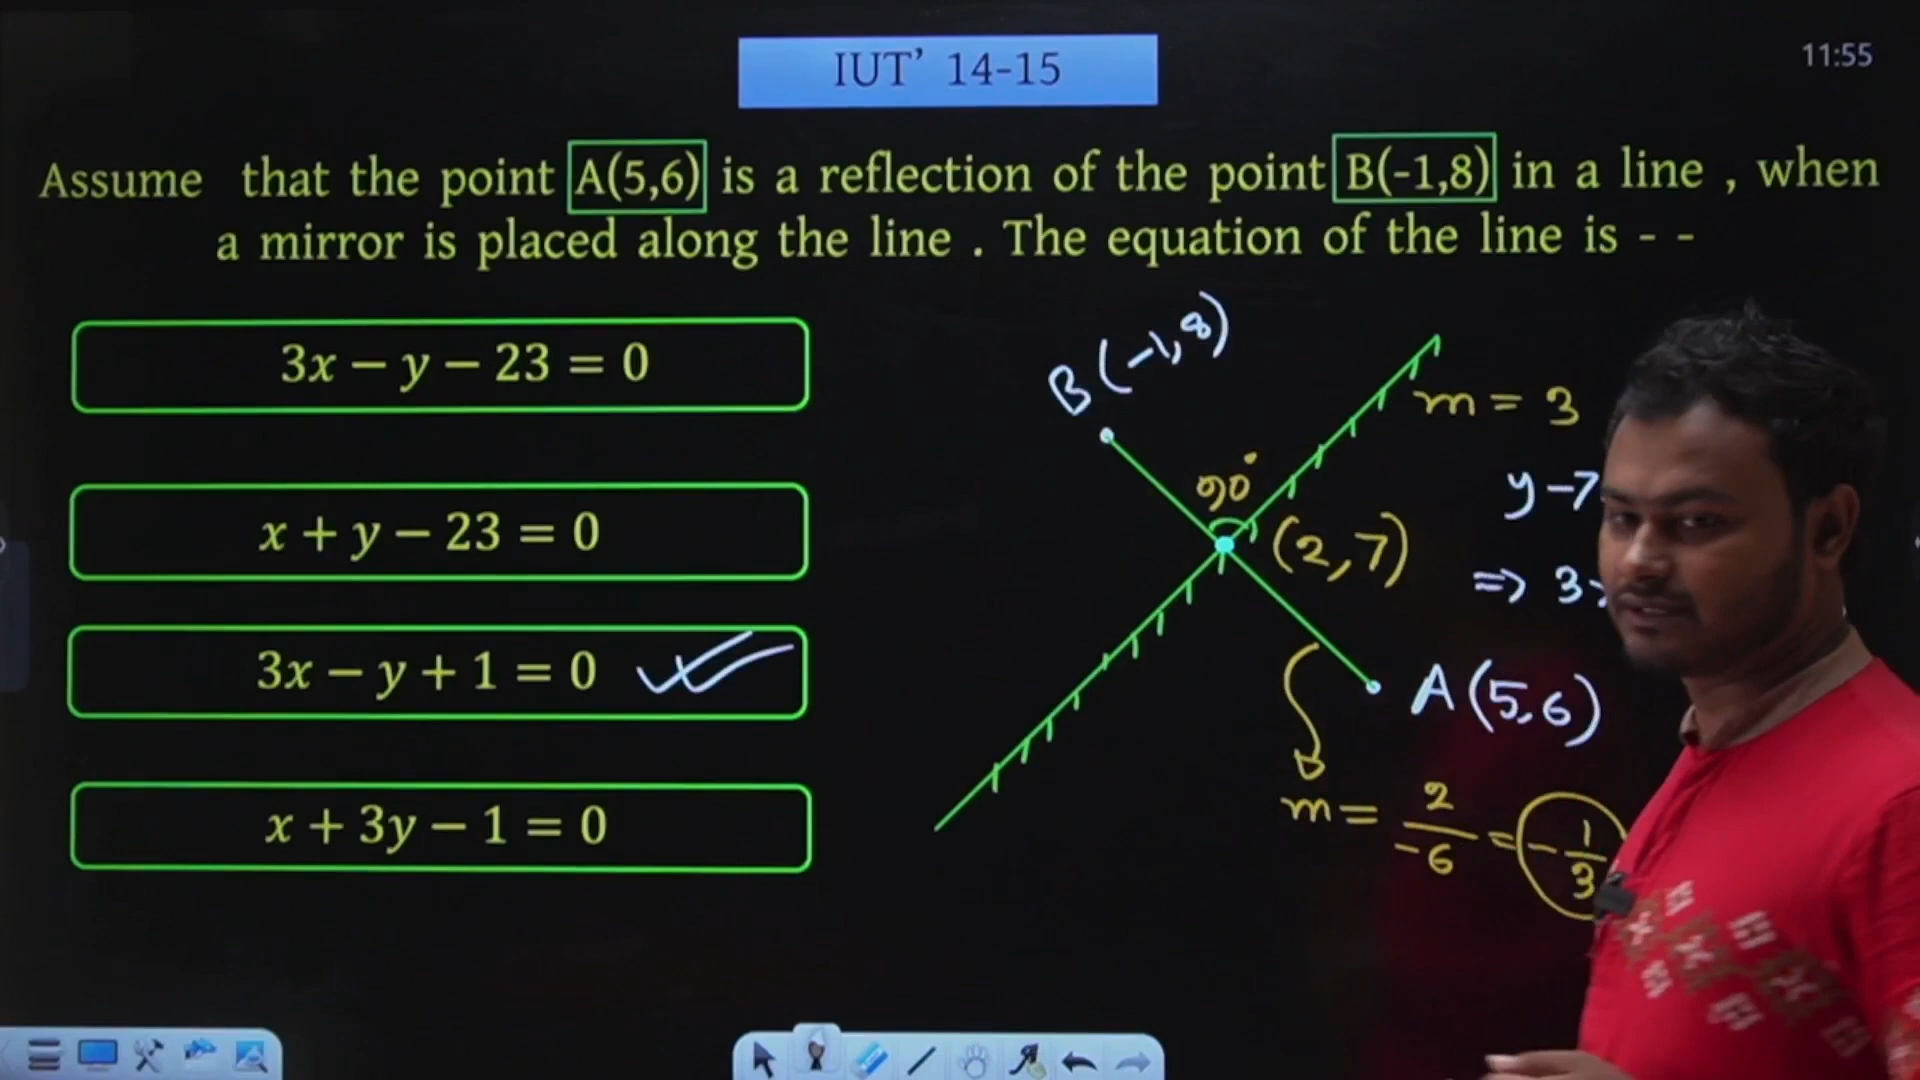 IUT’ 14-15
11:55
Assume that the point A(5,6) is a reflection of the point B(-1,8) in a line , when
a mirror is placed along the line . The equation of the line is - -
3x − y − 23 = 0
x + y − 23 = 0
3x − y + 1 = 0
x + 3y − 1 = 0
B (-1,8)
m = 3
90°
y -7
(2,7)
=> 3
A (5,6)
m = 2/-6 = -1/3